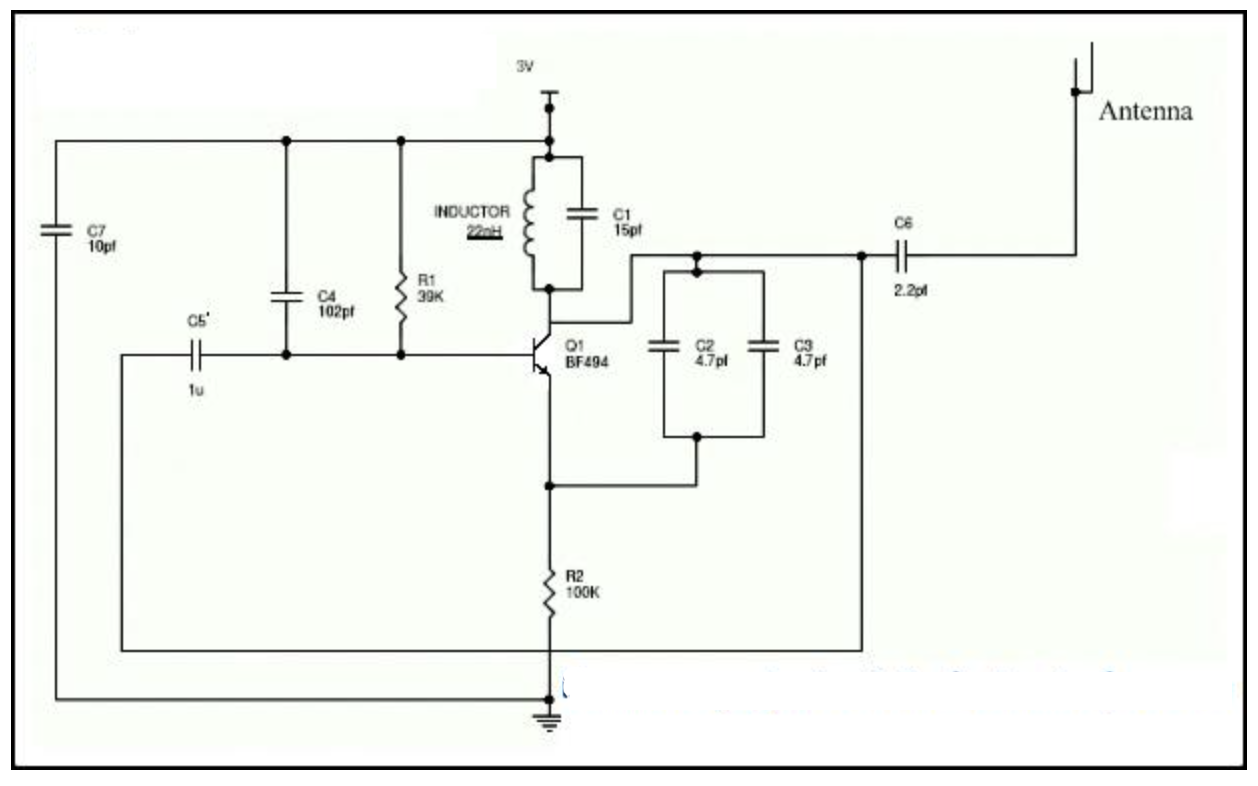 3V
Antenna
C7
10pf
C4
102pf
R1
39K
INDUCTOR
22nH
C1
15pf
C6
2.2pf
C5'
1u
Q1
BF494
C2
4.7pf
C3
4.7pf
R2
100K